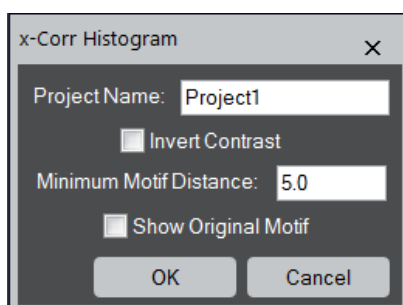 x-Corr Histogram
Project Name: Project1
Invert Contrast
Minimum Motif Distance: 5.0
Show Original Motif
OK Cancel